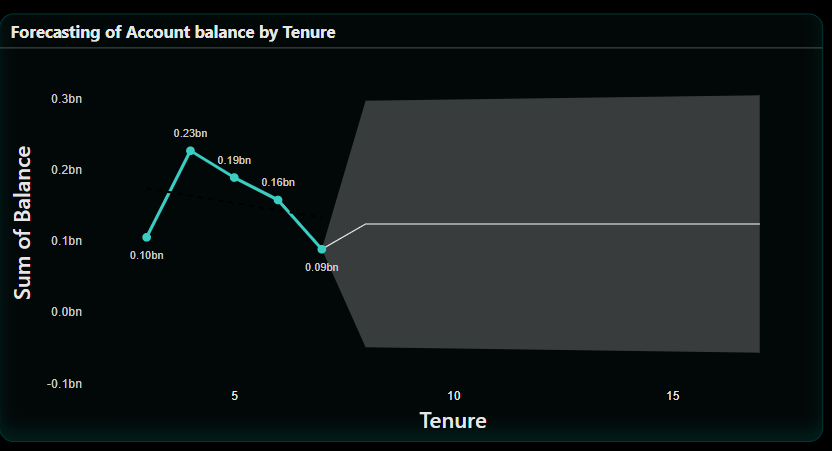 Forecasting of Account balance by Tenure
0.3bn
0.2bn
0.1bn
0.0bn
-0.1bn
Sum of Balance
0.10bn
0.23bn
0.19bn
0.16bn
0.09bn
5
10
15
Tenure